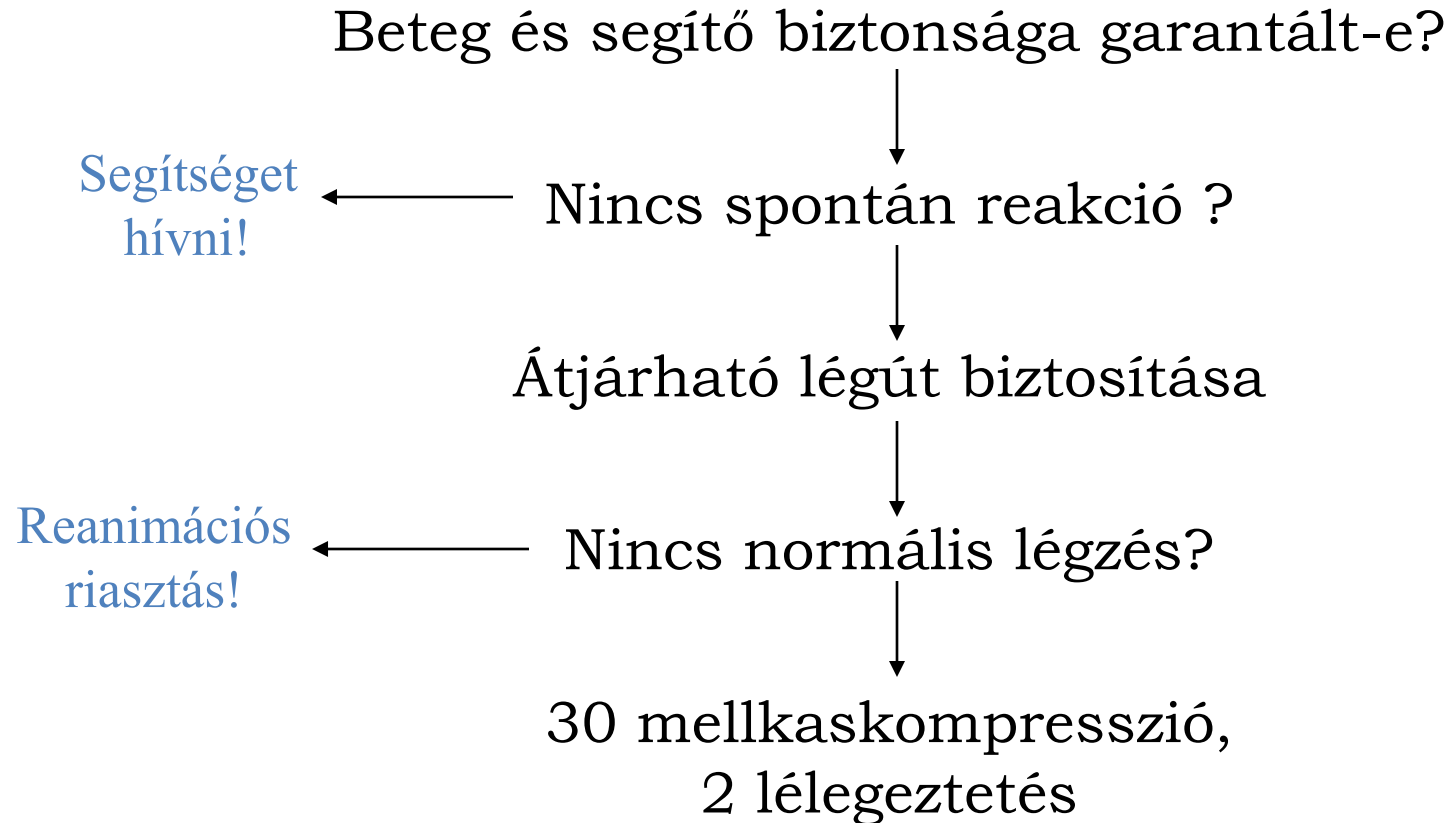 Beteg és segítő biztonsága garantált-e?
Segítséget
hívni!
Nincs spontán reakció ?
Átjárható légút biztosítása
Reanimációs
riasztás!
Nincs normális légzés?
30 mellkaskompresszió,
2 lélegeztetés